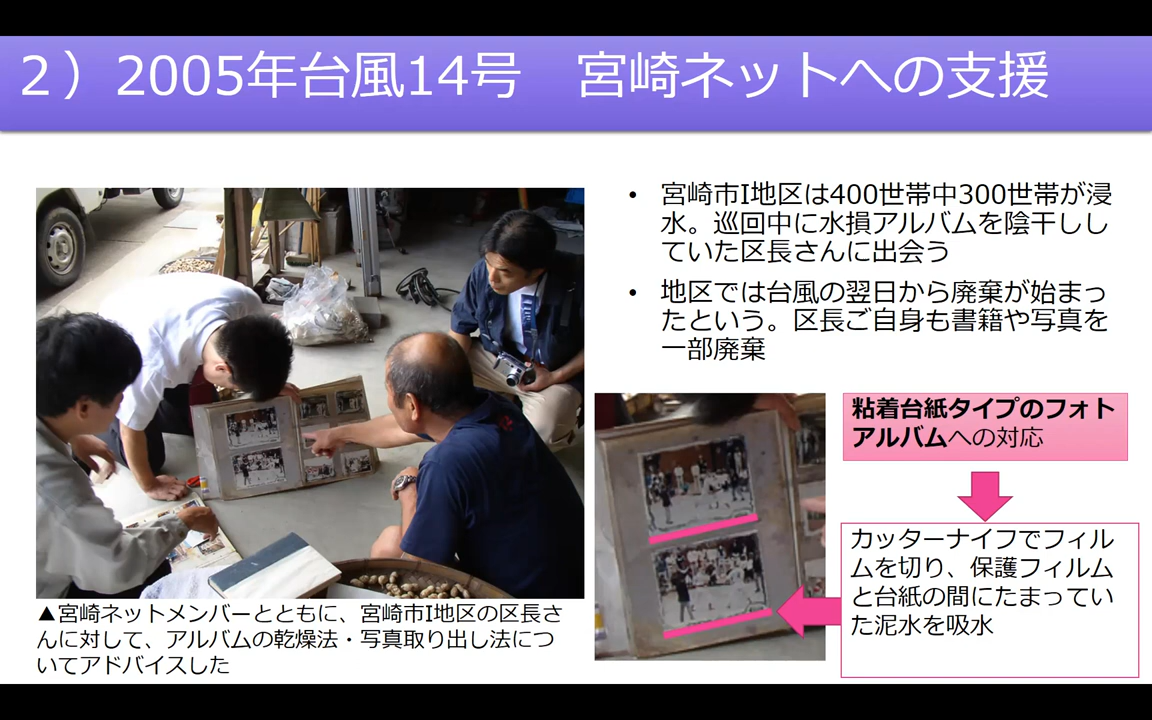 ２）2005年台風14号　宮崎ネットへの支援
• 宮崎市I地区は400世帯中300世帯が浸
水。巡回中に水損アルバムを陰干しし
ていた区長さんに出会う
• 地区では台風の翌日から廃棄が始まっ
たという。区長ご自身も書籍や写真を
一部廃棄
粘着台紙タイプのフォト
アルバムへの対応
カッターナイフでフィル
ムを切り、保護フィルム
と台紙の間にたまってい
た泥水を吸水
▲宮崎ネットメンバーとともに、宮崎市I地区の区長さ
んに対して、アルバムの乾燥法・写真取り出し法につ
いてアドバイスした